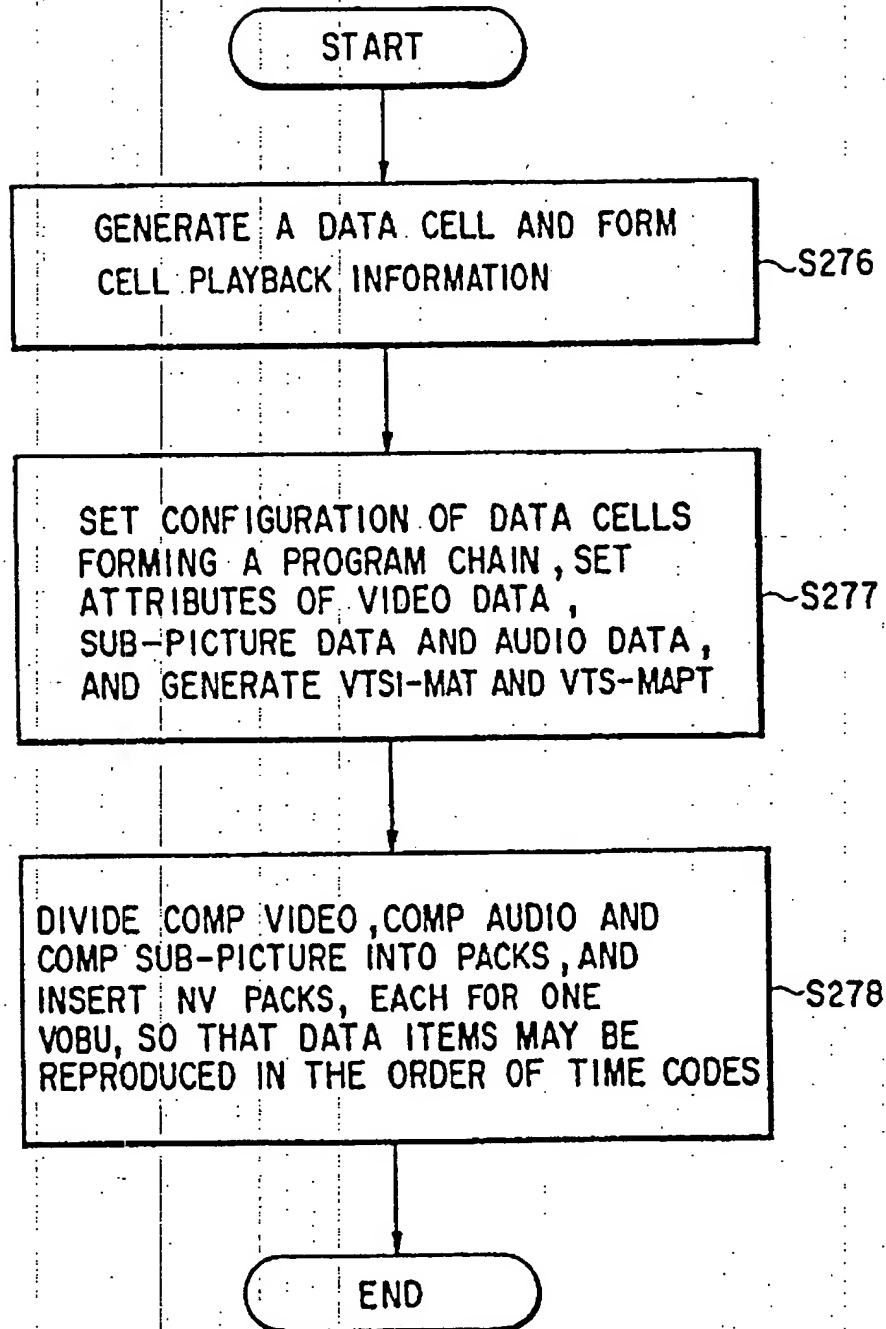 START
GENERATE A DATA CELL AND FORM
CELL PLAYBACK INFORMATION
S276
SET CONFIGURATION OF DATA CELLS
FORMING A PROGRAM CHAIN, SET
ATTRIBUTES OF VIDEO DATA,
SUB-PICTURE DATA AND AUDIO DATA,
AND GENERATE VTSI-MAT AND VTS-MAPT
S277
DIVIDE COMP VIDEO, COMP AUDIO AND
COMP SUB-PICTURE INTO PACKS, AND
INSERT NV PACKS, EACH FOR ONE
VOBU, SO THAT DATA ITEMS MAY BE
REPRODUCED IN THE ORDER OF TIME CODES
S278
END